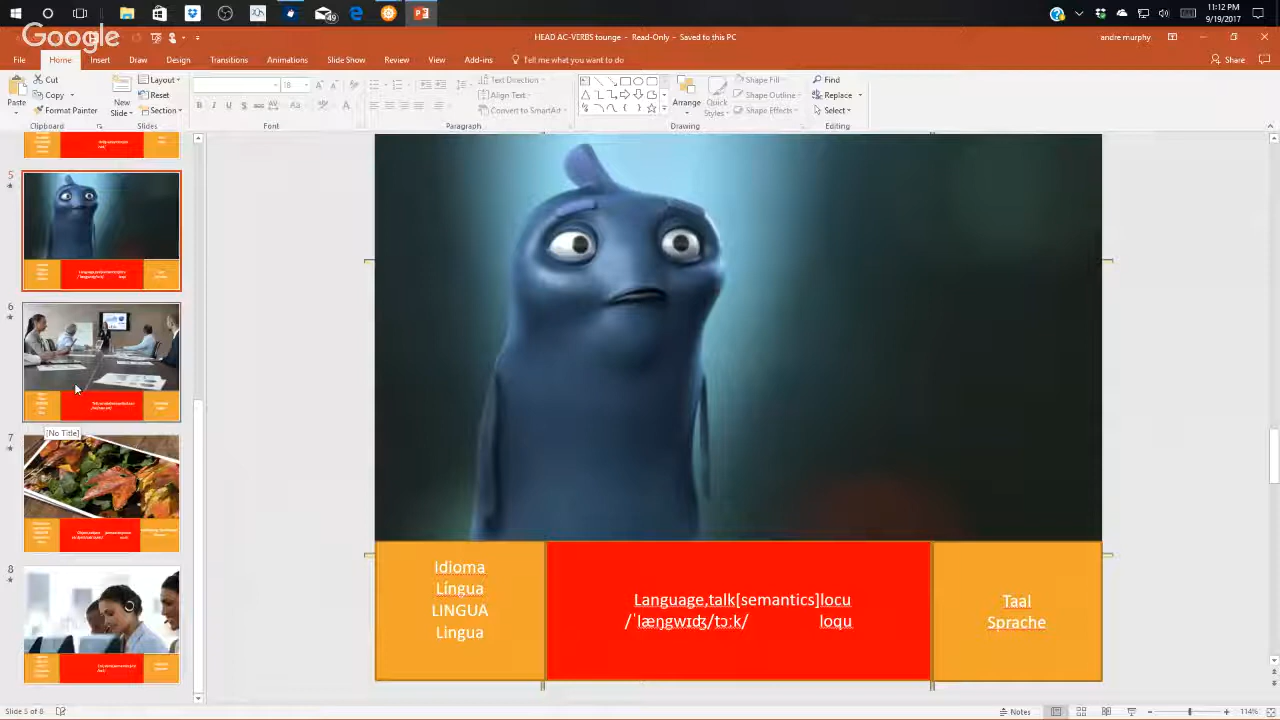 Google
49
11:12 PM
9/19/2017
HEAD AC-VERBS tounge - Read-Only - Saved to this PC
andre murphy
File Home Insert Draw Design Transitions Animations Slide Show Review View Add-ins Tell me what you want to do
Share
Paste
Cut
Copy
Format Painter
Clipboard
New
Slide
Layout
Reset
Section
Slides
18
Font
Text Direction
Align Text
Convert to SmartArt
Paragraph
Arrange
Quick
Styles
Shape Fill
Shape Outline
Shape Effects
Drawing
Find
Replace
Select
Editing
5
6
[No Title]
7
8
Idioma
Língua
LINGUA
Lingua
Language,talk[semantics]locu
/ˈlæŋgwɪdʒ/tɔːk/ loqu
Taal
Sprache
Slide 5 of 8
Notes
114%